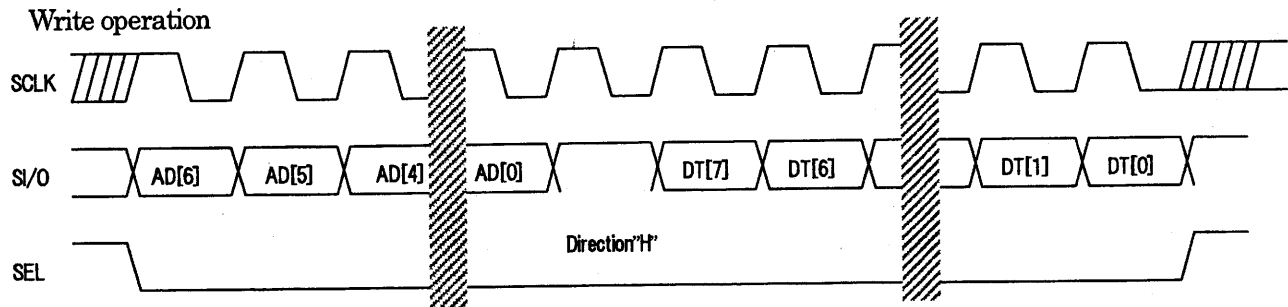 Write operation
SCLK
SI/O AD[6] AD[5] AD[4] AD[0] DT[7] DT[6] DT[1] DT[0]
Direction"H"
SEL